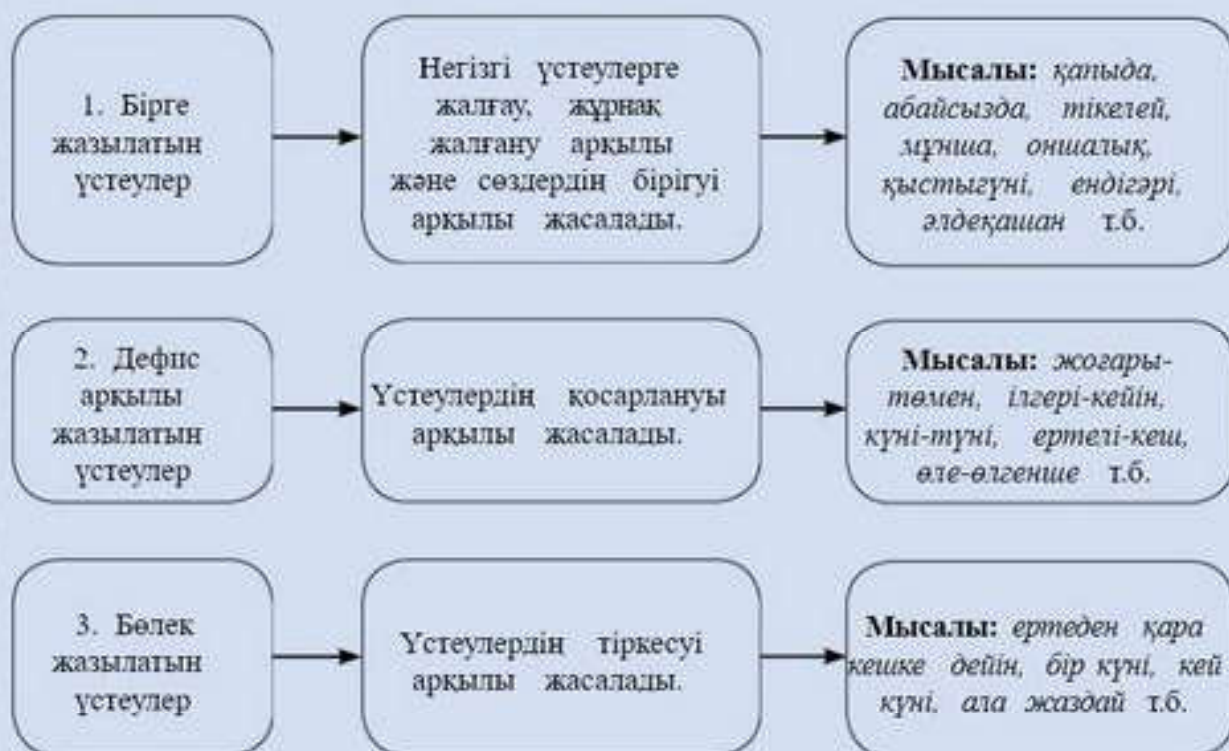 1. Бірге
жазылатын
үстеулер
Негізгі үстеулерге
жалғау, жұрнақ
жалғану арқылы
және сөздердің бірігуі
арқылы жасалады.
Мысалы: қапыда,
абайсызда, тікелей,
мұнша, оншалық,
қыстыгүні, ендігәрі,
әлдеқашан т.б.
2. Дефис
арқылы
жазылатын
үстеулер
Үстеулердің қосарлануы
арқылы жасалады.
Мысалы: жоғары-
төмен, ілгері-кейін,
күні-түні, ертелі-кеш,
өле-өлгенше т.б.
3. Бөлек
жазылатын
үстеулер
Үстеулердің тіркесуі
арқылы жасалады.
Мысалы: ертеден қара
кешке дейін, бір күні, кей
күні, ала жаздай т.б.